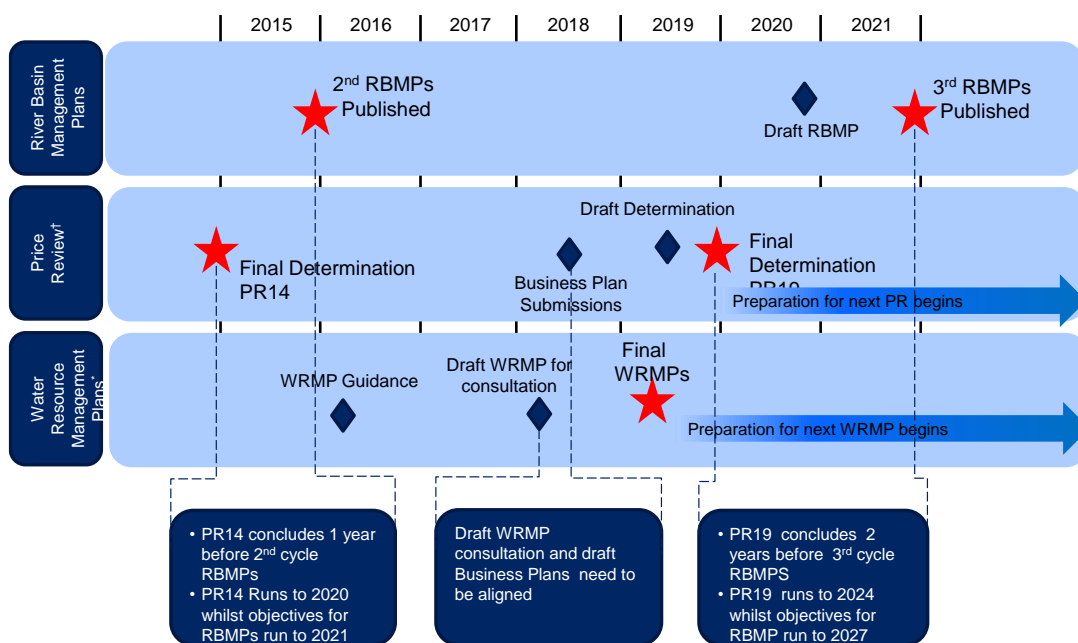 2015 2016 2017 2018 2019 2020 2021
River Basin
Management
Plans
2nd RBMPs
Published
Draft RBMP
3rd RBMPs
Published
Price
Review†
Final Determination
PR14
Business Plan
Submissions
Draft Determination
Final
Determination
PR19
Preparation for next PR begins
Water
Resource
Management
Plans*
WRMP Guidance
Draft WRMP for
consultation
Final
WRMPs
Preparation for next WRMP begins
• PR14 concludes 1 year
before 2nd cycle
RBMPs
• PR14 Runs to 2020
whilst objectives for
RBMPs run to 2021
Draft WRMP
consultation and draft
Business Plans need to
be aligned
• PR19 concludes 2
years before 3rd cycle
RBMPS
• PR19 runs to 2024
whilst objectives for
RBMP run to 2027